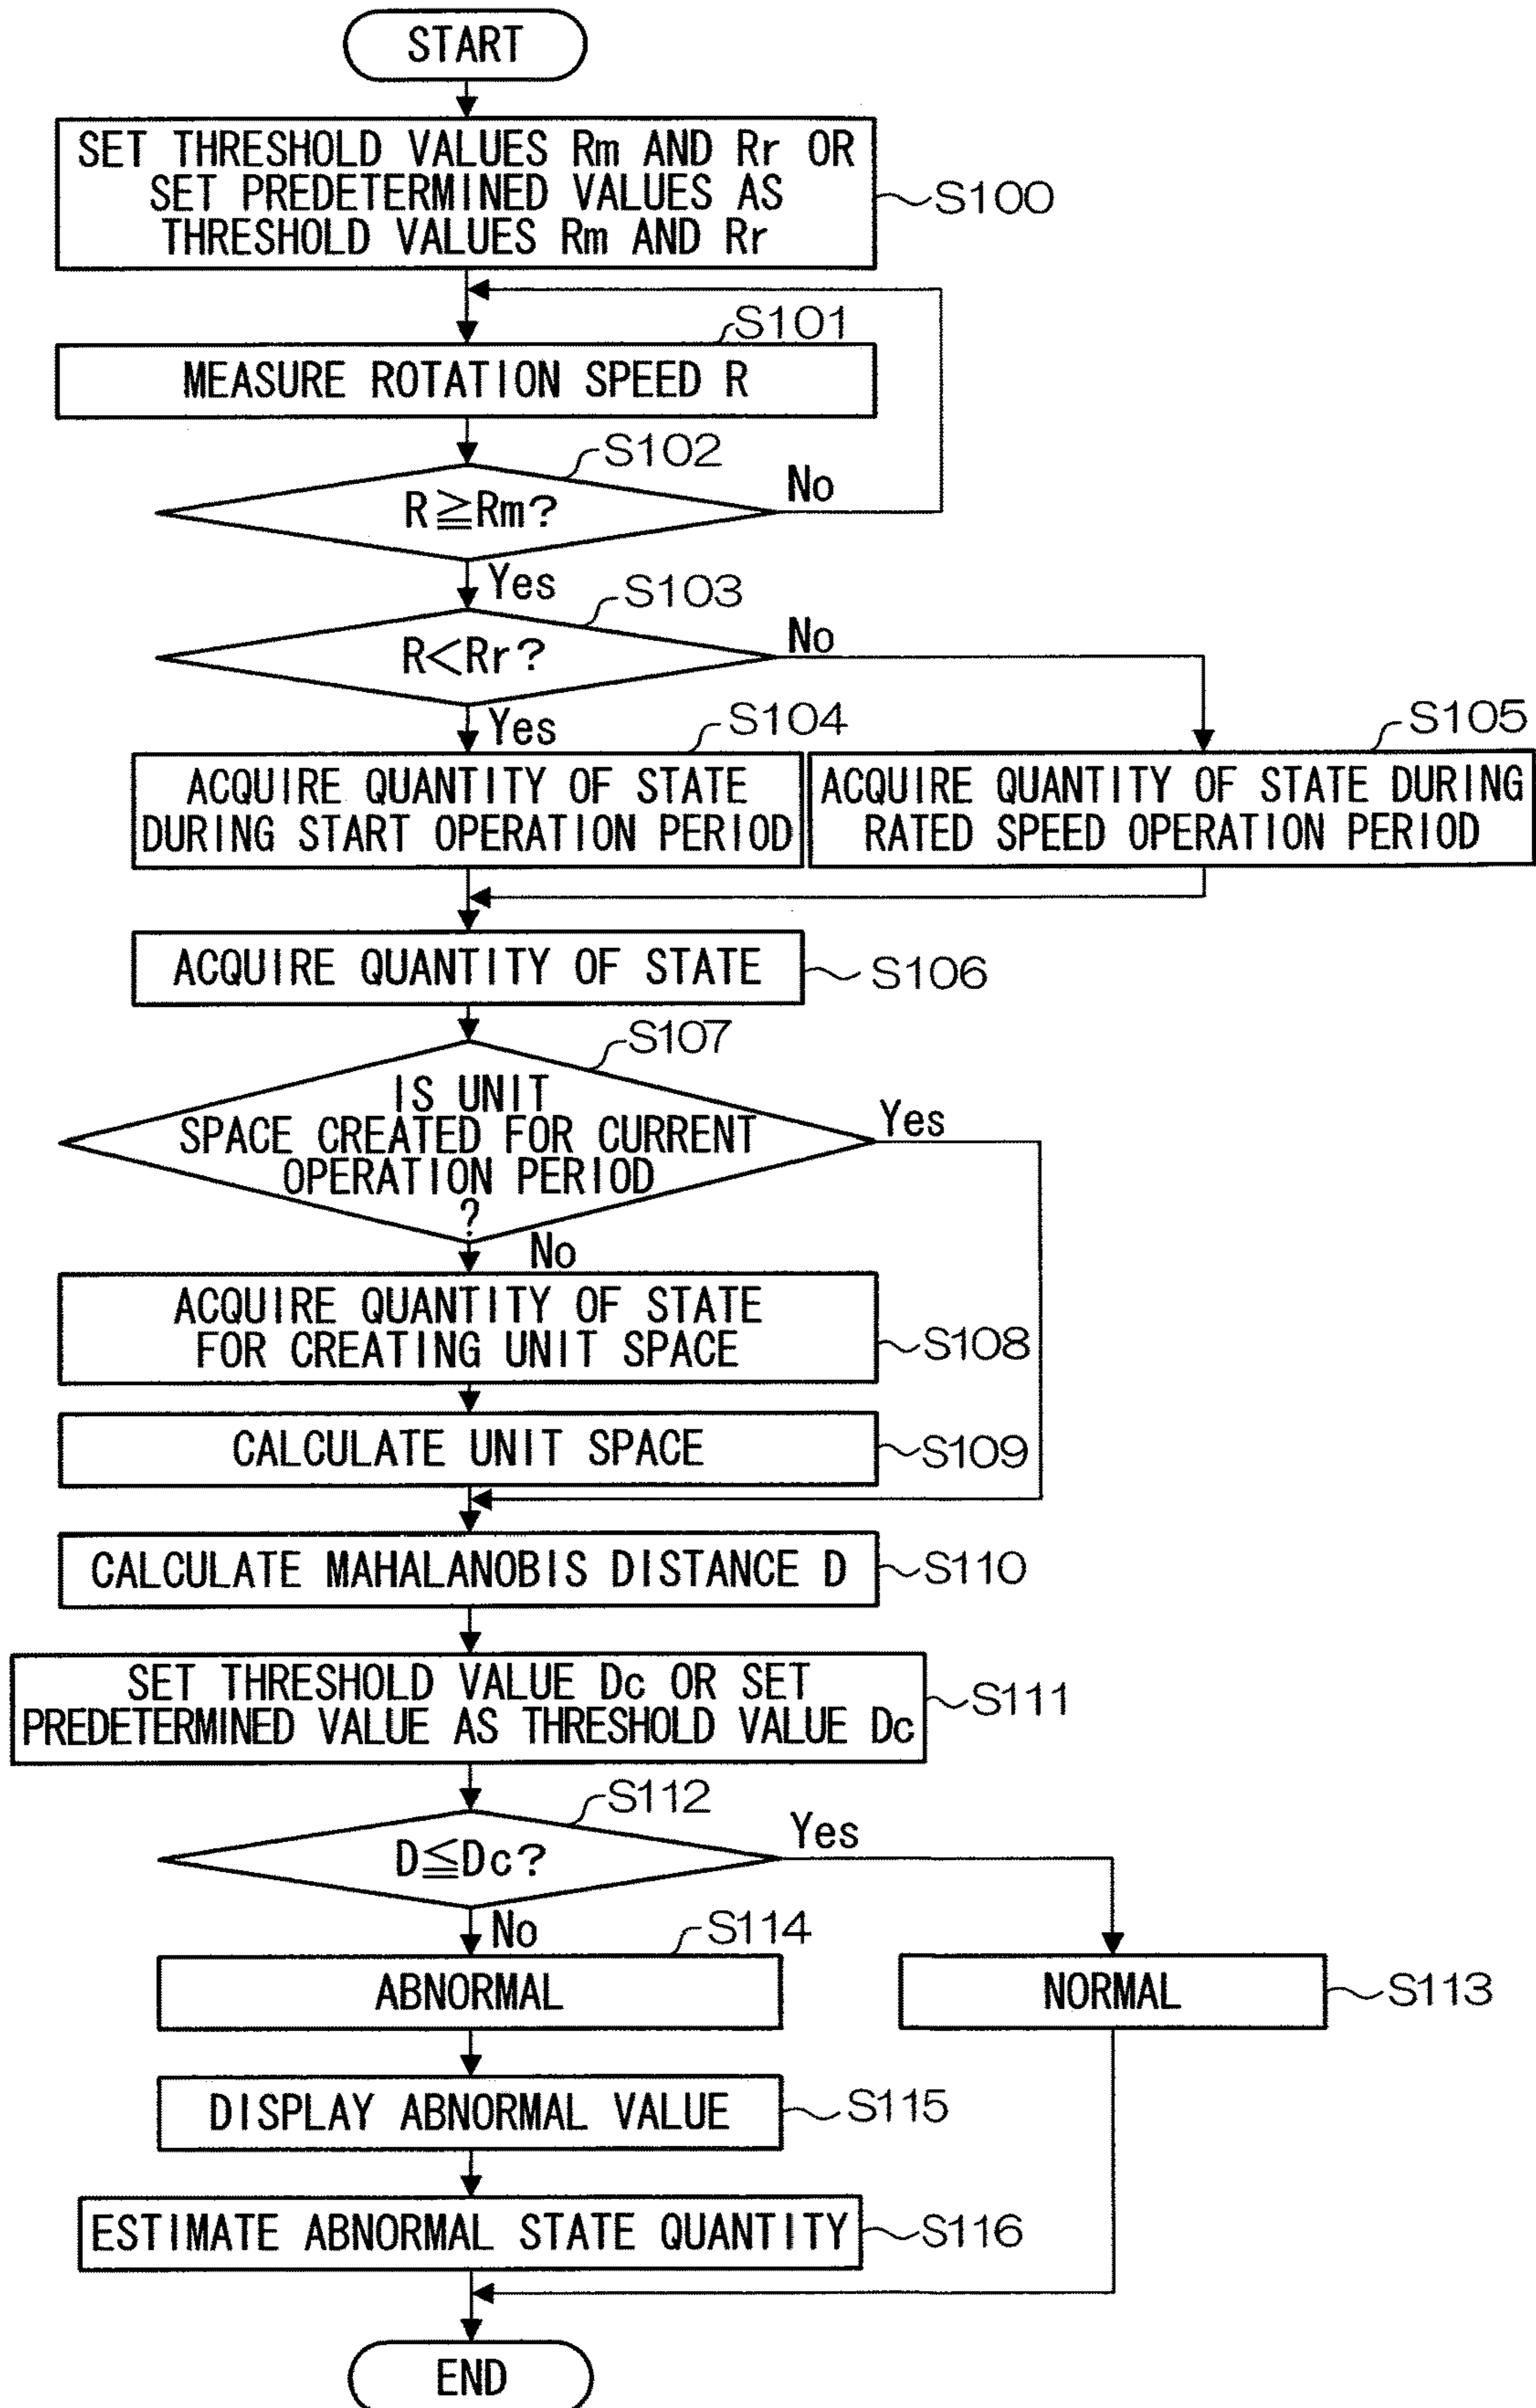 START
SET THRESHOLD VALUES Rm AND Rr OR
SET PREDETERMINED VALUES AS
THRESHOLD VALUES Rm AND Rr
S100
S101
MEASURE ROTATION SPEED R
S102
R≧Rm?
No
Yes
S103
R<Rr?
No
Yes
S104
ACQUIRE QUANTITY OF STATE
DURING START OPERATION PERIOD
S105
ACQUIRE QUANTITY OF STATE DURING
RATED SPEED OPERATION PERIOD
ACQUIRE QUANTITY OF STATE
S106
S107
IS UNIT
SPACE CREATED FOR CURRENT
OPERATION PERIOD
?
Yes
No
ACQUIRE QUANTITY OF STATE
FOR CREATING UNIT SPACE
S108
CALCULATE UNIT SPACE
S109
CALCULATE MAHALANOBIS DISTANCE D
S110
SET THRESHOLD VALUE Dc OR SET
PREDETERMINED VALUE AS THRESHOLD VALUE Dc
S111
S112
D≦Dc?
Yes
No
S114
ABNORMAL
NORMAL
S113
DISPLAY ABNORMAL VALUE
S115
ESTIMATE ABNORMAL STATE QUANTITY
S116
END